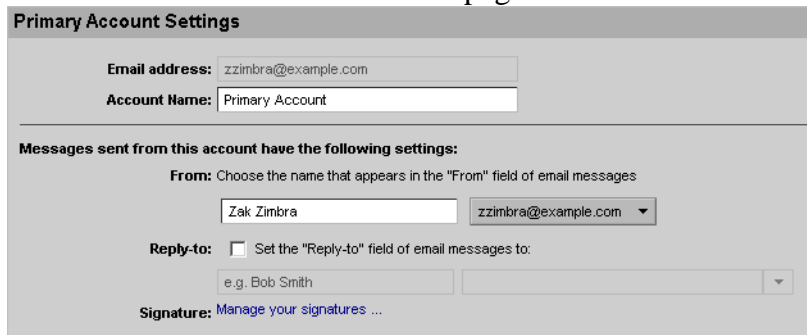 Primary Account Settings
Email address: zzimbra@example.com
Account Name: Primary Account
Messages sent from this account have the following settings:
From: Choose the name that appears in the "From" field of email messages
Zak Zimbra zzimbra@example.com
Reply-to: Set the "Reply-to" field of email messages to:
e.g. Bob Smith
Signature: Manage your signatures ...